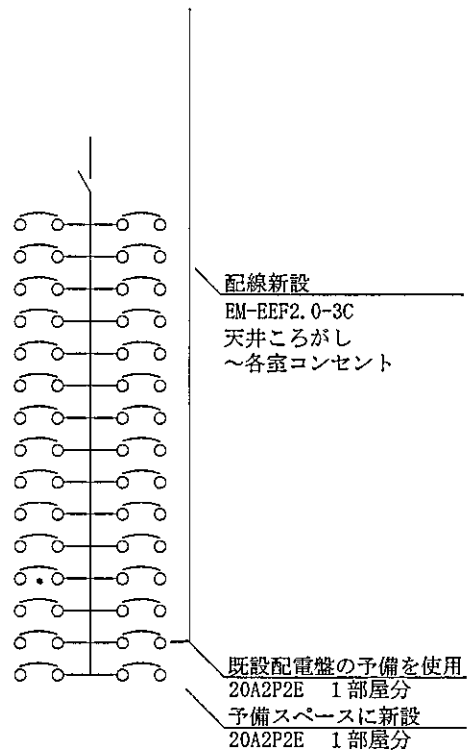 配線新設
EM-EEF2.0-3C
天井ころがし
～各室コンセント
既設配電盤の予備を使用
20A2P2E 1部屋分
予備スペースに新設
20A2P2E 1部屋分